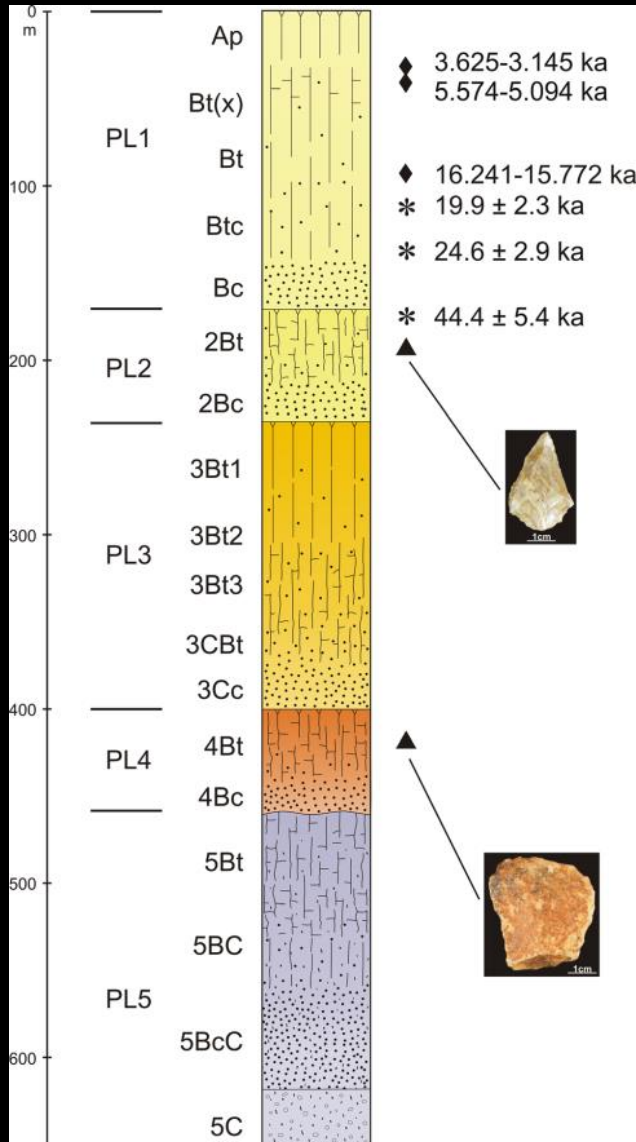 0
m
100
200
300
400
500
600
PL1
PL2
PL3
PL4
PL5
Ap
Bt(x)
Bt
Btc
Bc
2Bt
2Bc
3Bt1
3Bt2
3Bt3
3CBt
3Cc
4Bt
4Bc
5Bt
5BC
5BcC
5C
3.625-3.145 ka
5.574-5.094 ka
16.241-15.772 ka
19.9 ± 2.3 ka
24.6 ± 2.9 ka
44.4 ± 5.4 ka
1cm
1cm